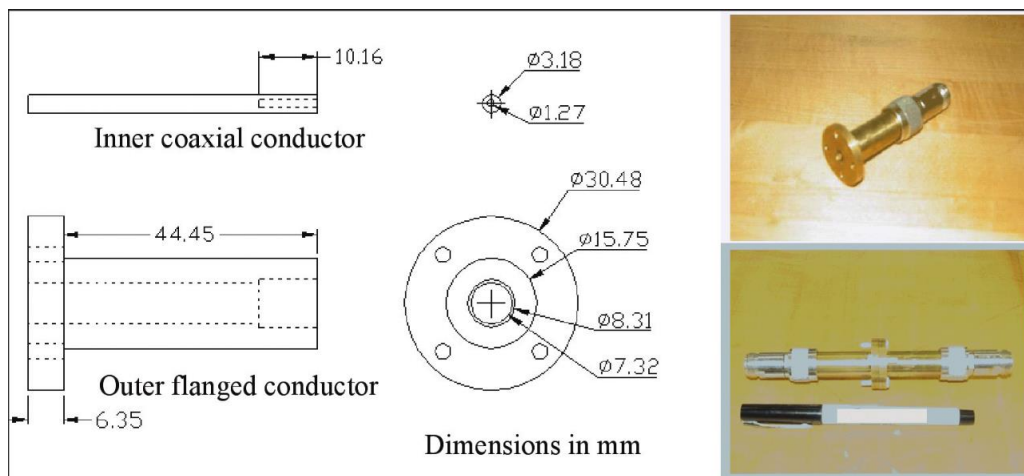 10.16
ø3.18
ø1.27
Inner coaxial conductor
ø30.48
44.45
ø15.75
ø8.31
ø7.32
Outer flanged conductor
6.35
Dimensions in mm